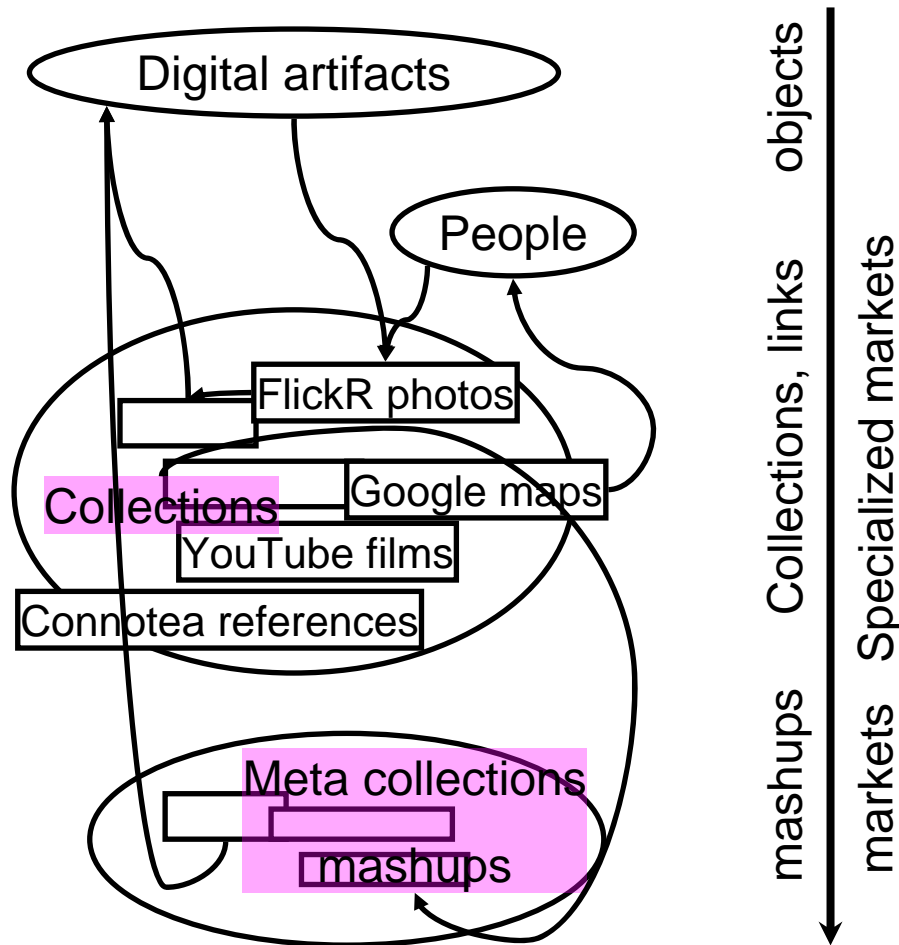 Digital artifacts
People
FlickR photos
Google maps
Collections
YouTube films
Connotea references
Meta collections
mashups
objects
Collections, links
mashups
Specialized markets
markets